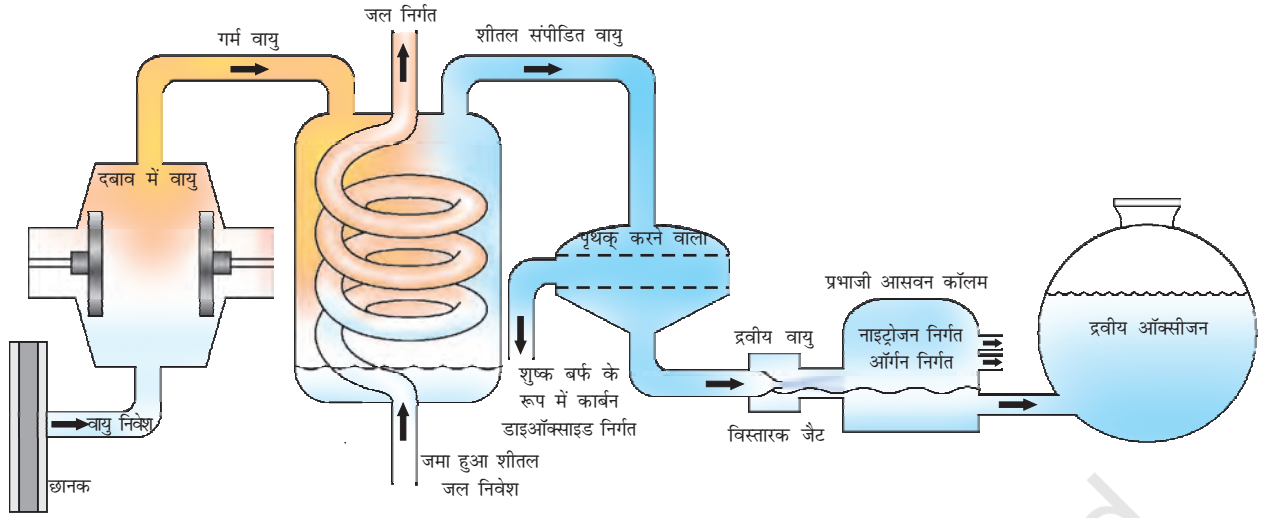 जल निर्गत
गर्म वायु
शीतल संपीडित वायु
दबाव में वायु
पृथक् करने वाला
प्रभाजी आसवन कॉलम
द्रवीय वायु
नाइट्रोजन निर्गत
ऑर्गन निर्गत
द्रवीय ऑक्सीजन
शुष्क बर्फ के
रूप में कार्बन
डाइऑक्साइड निर्गत
वायु निवेश
विस्तारक जैट
जमा हुआ शीतल
जल निवेश
छानक